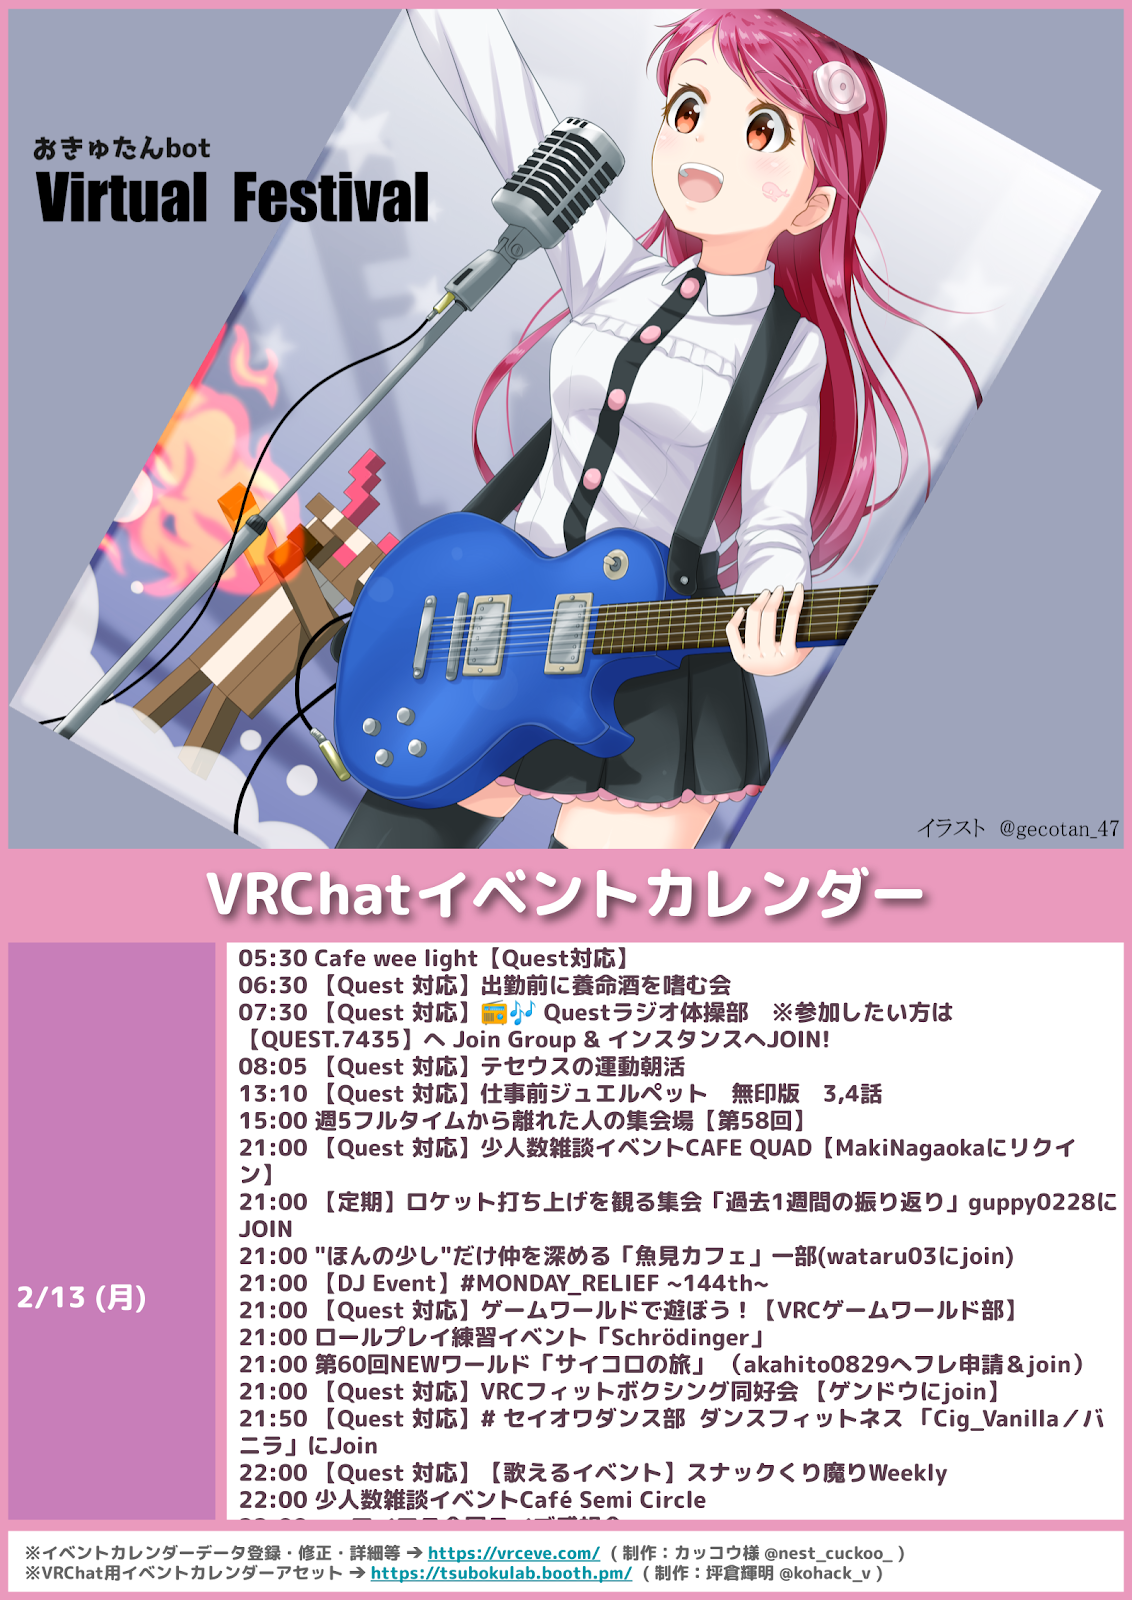 おきゅたんbot
Virtual Festival
イラスト @gecotan_47
VRChatイベントカレンダー
2/13 (月)
05:30 Cafe wee light【Quest対応】
06:30 【Quest 対応】出勤前に養命酒を嗜む会
07:30 【Quest 対応】📻🎶 Questラジオ体操部　※参加したい方は
【QUEST.7435】へ Join Group & インスタンスへJOIN!
08:05 【Quest 対応】テセウスの運動朝活
13:10 【Quest 対応】仕事前ジュエルペット　無印版　3,4話
15:00 週5フルタイムから離れた人の集会場【第58回】
21:00 【Quest 対応】少人数雑談イベントCAFE QUAD【MakiNagaokaにリクイ
ン】
21:00 【定期】ロケット打ち上げを観る集会「過去1週間の振り返り」guppy0228に
JOIN
21:00 "ほんの少し"だけ仲を深める「魚見カフェ」一部(wataru03にjoin)
21:00 【DJ Event】#MONDAY_RELIEF ~144th~
21:00 【Quest 対応】ゲームワールドで遊ぼう！【VRCゲームワールド部】
21:00 ロールプレイ練習イベント「Schrödinger」
21:00 第60回NEWワールド「サイコロの旅」（akahito0829へフレ申請＆join）
21:00 【Quest 対応】VRCフィットボクシング同好会 【ゲンドウにjoin】
21:50 【Quest 対応】# セイオワダンス部 ダンスフィットネス 「Cig_Vanilla／バ
ニラ」にJoin
22:00 【Quest 対応】【歌えるイベント】スナックくり魔りWeekly
22:00 少人数雑談イベントCafé Semi Circle
※イベントカレンダーデータ登録・修正・詳細等 ➔ https://vrceve.com/ ( 制作：カッコウ様 @nest_cuckoo_ )
※VRChat用イベントカレンダーアセット ➔ https://tsubokulab.booth.pm/ ( 制作：坪倉輝明 @kohack_v )